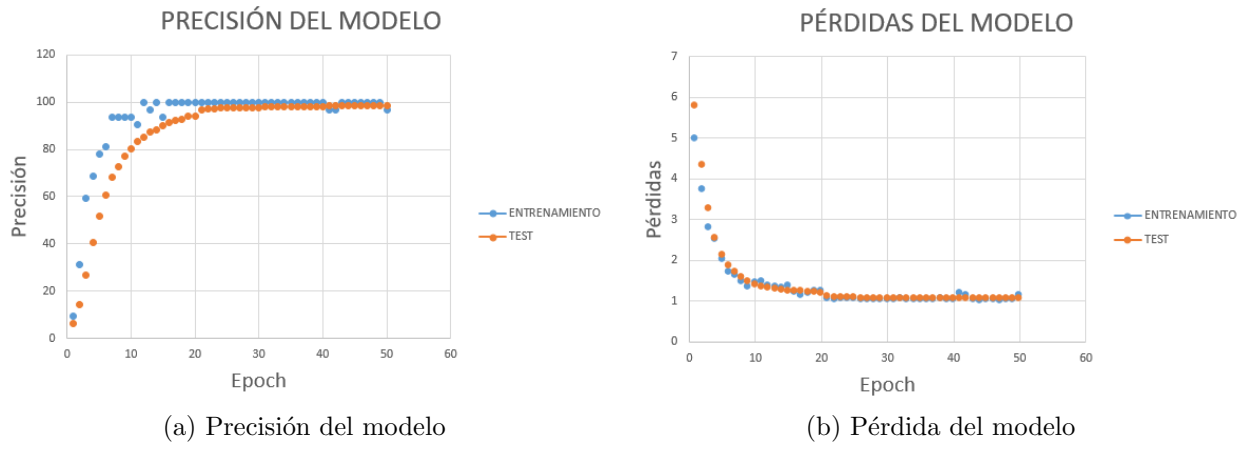 PRECISIÓN DEL MODELO
120
100
80
60
40
20
0
0 10 20 30 40 50 60
Precisión
Epoch
ENTRENAMIENTO
TEST
(a) Precisión del modelo
PÉRDIDAS DEL MODELO
7
6
5
4
3
2
1
0
0 10 20 30 40 50 60
Pérdidas
Epoch
ENTRENAMIENTO
TEST
(b) Pérdida del modelo